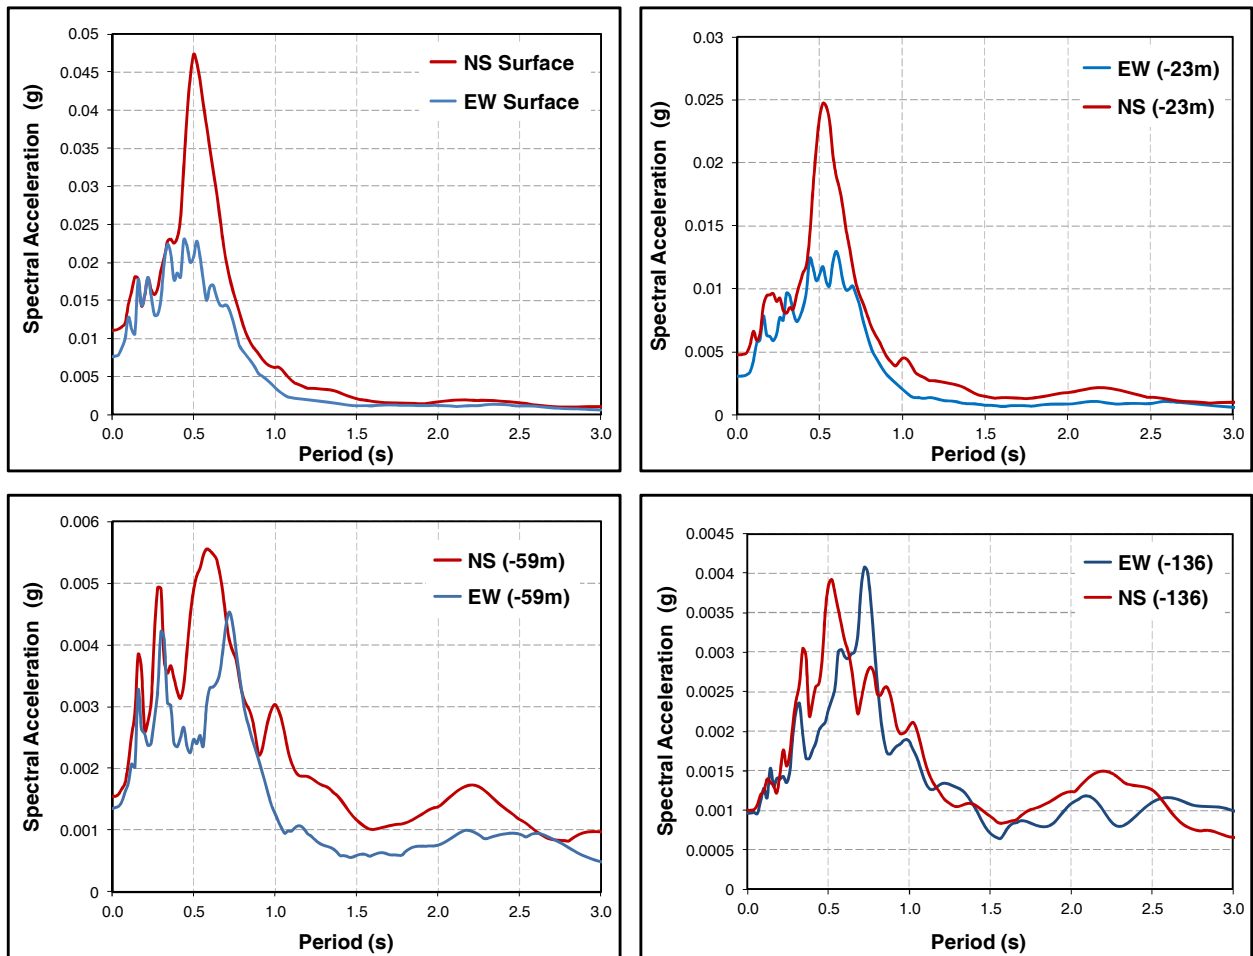 0.05
0.045
0.04
0.035
0.03
0.025
0.02
0.015
0.01
0.005
0
Spectral Acceleration (g)
NS Surface
EW Surface
0.0 0.5 1.0 1.5 2.0 2.5 3.0
Period (s)
0.03
0.025
0.02
0.015
0.01
0.005
0
Spectral Acceleration (g)
EW (-23m)
NS (-23m)
0.0 0.5 1.0 1.5 2.0 2.5 3.0
Period (s)
0.006
0.005
0.004
0.003
0.002
0.001
0
Spectral Acceleration (g)
NS (-59m)
EW (-59m)
0.0 0.5 1.0 1.5 2.0 2.5 3.0
Period (s)
0.0045
0.004
0.0035
0.003
0.0025
0.002
0.0015
0.001
0.0005
0
Spectral Acceleration (g)
EW (-136)
NS (-136)
0.0 0.5 1.0 1.5 2.0 2.5 3.0
Period (s)